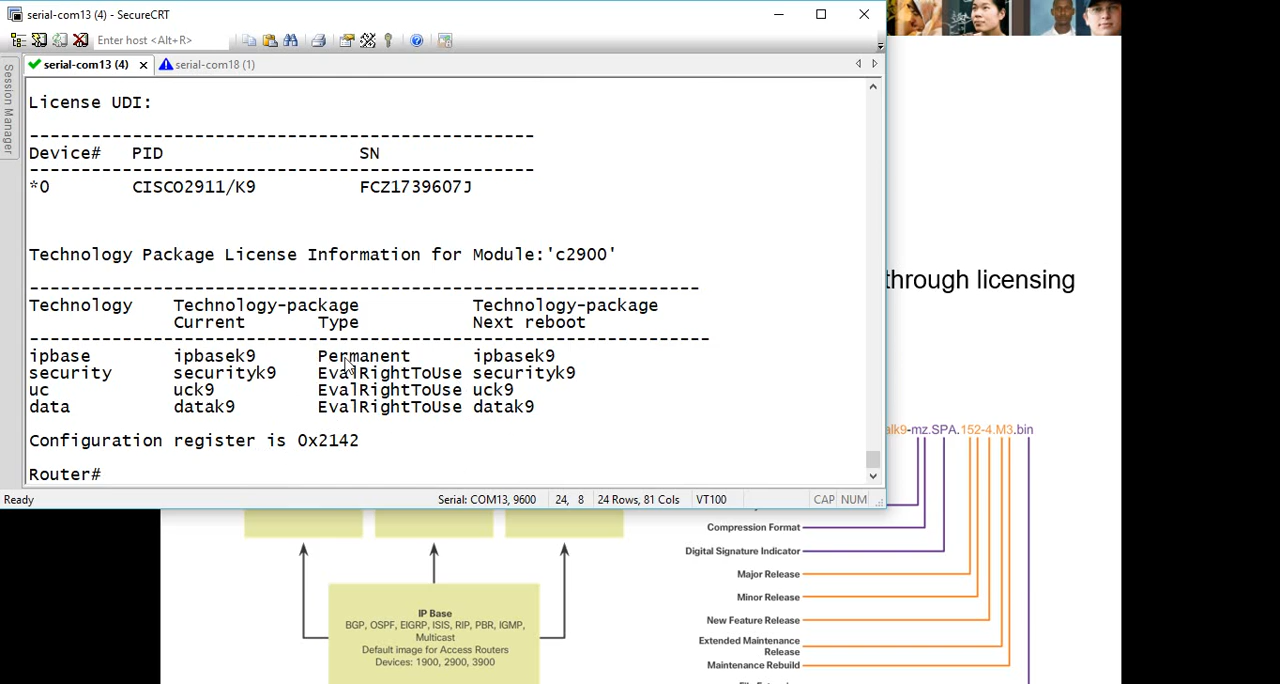 serial-com13 (4) - SecureCRT
Enter host <Alt+R>
serial-com13 (4)
serial-com18 (1)
Session Manager
License UDI:
-------------------------------------------------
Device#   PID                   SN
-------------------------------------------------
*0        CISCO2911/K9          FCZ1739607J
Technology Package License Information for Module:'c2900'
-----------------------------------------------------------------
Technology    Technology-package           Technology-package
              Current       Type           Next reboot
------------------------------------------------------------------
ipbase        ipbasek9      Permanent      ipbasek9
security      securityk9    EvalRightToUse securityk9
uc            uck9          EvalRightToUse uck9
data          datak9        EvalRightToUse datak9
Configuration register is 0x2142
Router#
Ready
Serial: COM13, 9600
24, 8
24 Rows, 81 Cols
VT100
CAP NUM
through licensing
alk9-mz.SPA.152-4.M3.bin
Compression Format
Digital Signature Indicator
Major Release
Minor Release
New Feature Release
Extended Maintenance
Release
Maintenance Rebuild
IP Base
BGP, OSPF, EIGRP, ISIS, RIP, PBR, IGMP,
Multicast
Default image for Access Routers
Devices: 1900, 2900, 3900